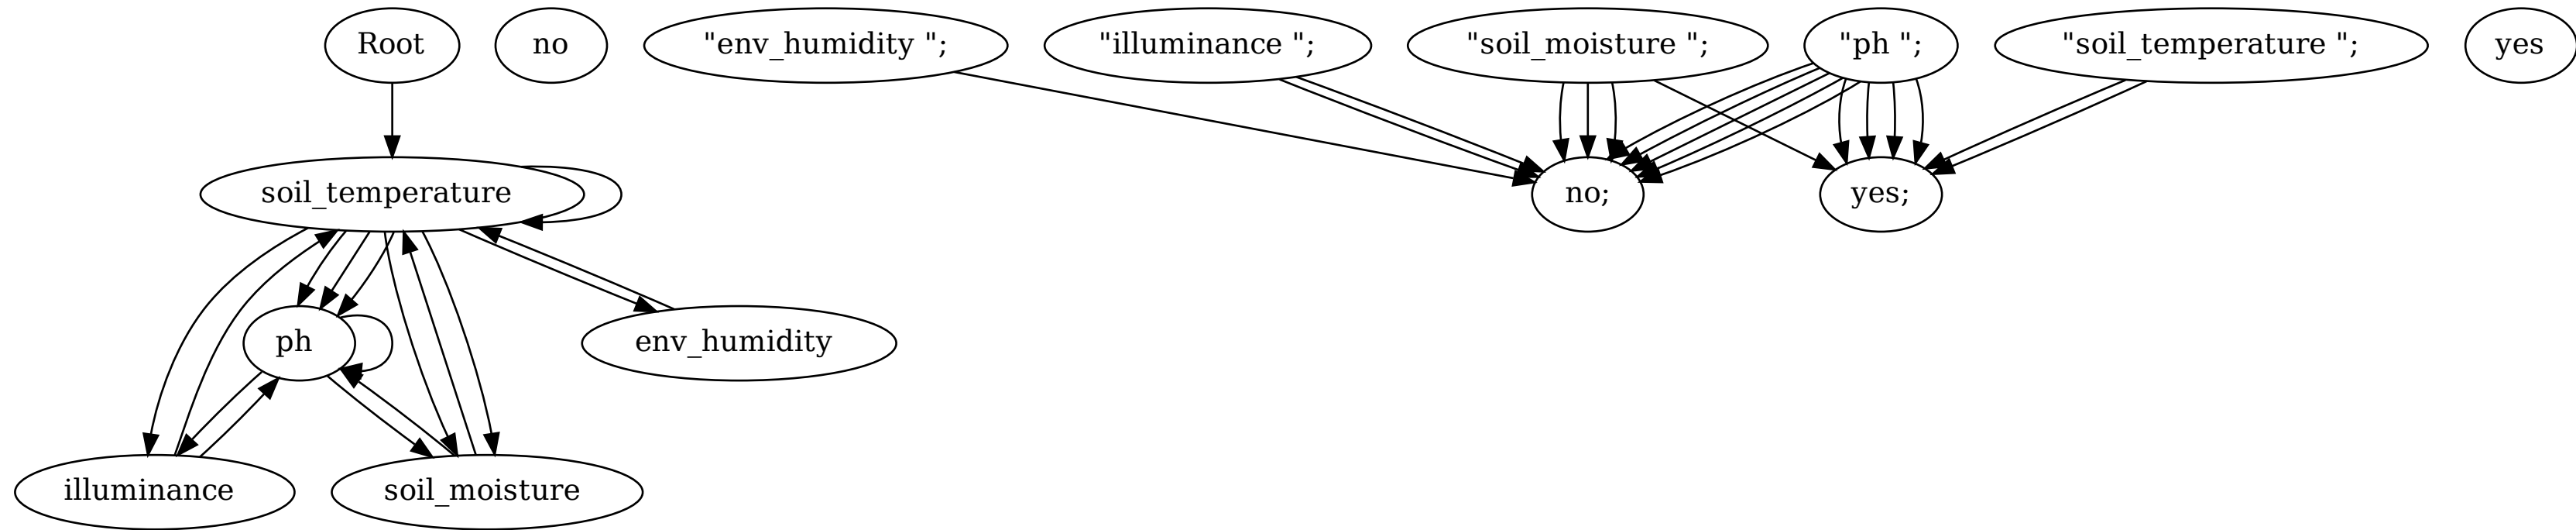 Root
no
"env_humidity ";
"illuminance ";
"soil_moisture ";
"ph ";
"soil_temperature ";
yes
soil_temperature
no;
yes;
ph
env_humidity
illuminance
soil_moisture